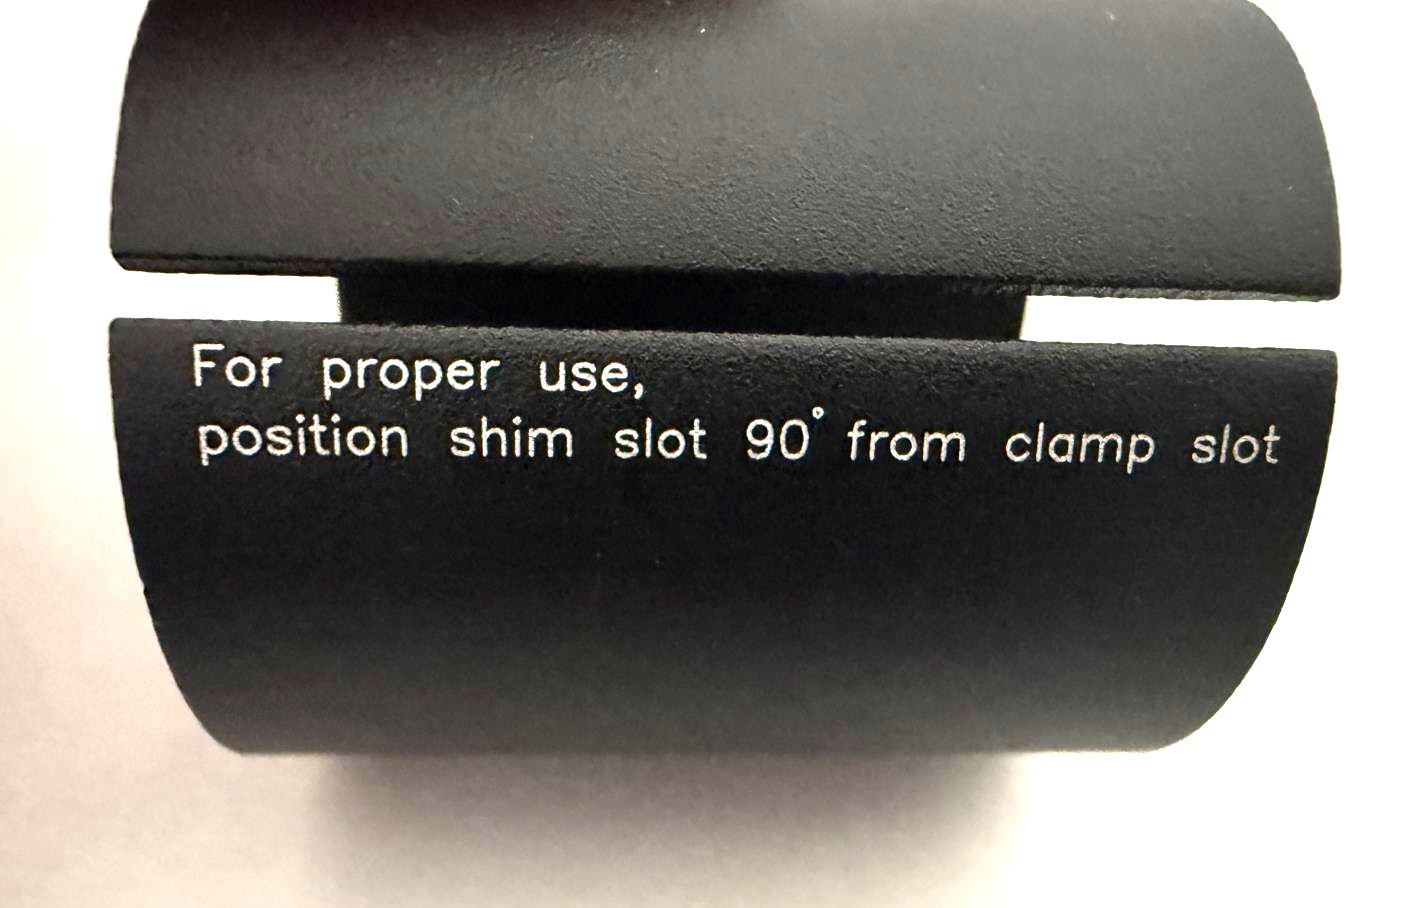 For proper use,
position shim slot 90° from clamp slot